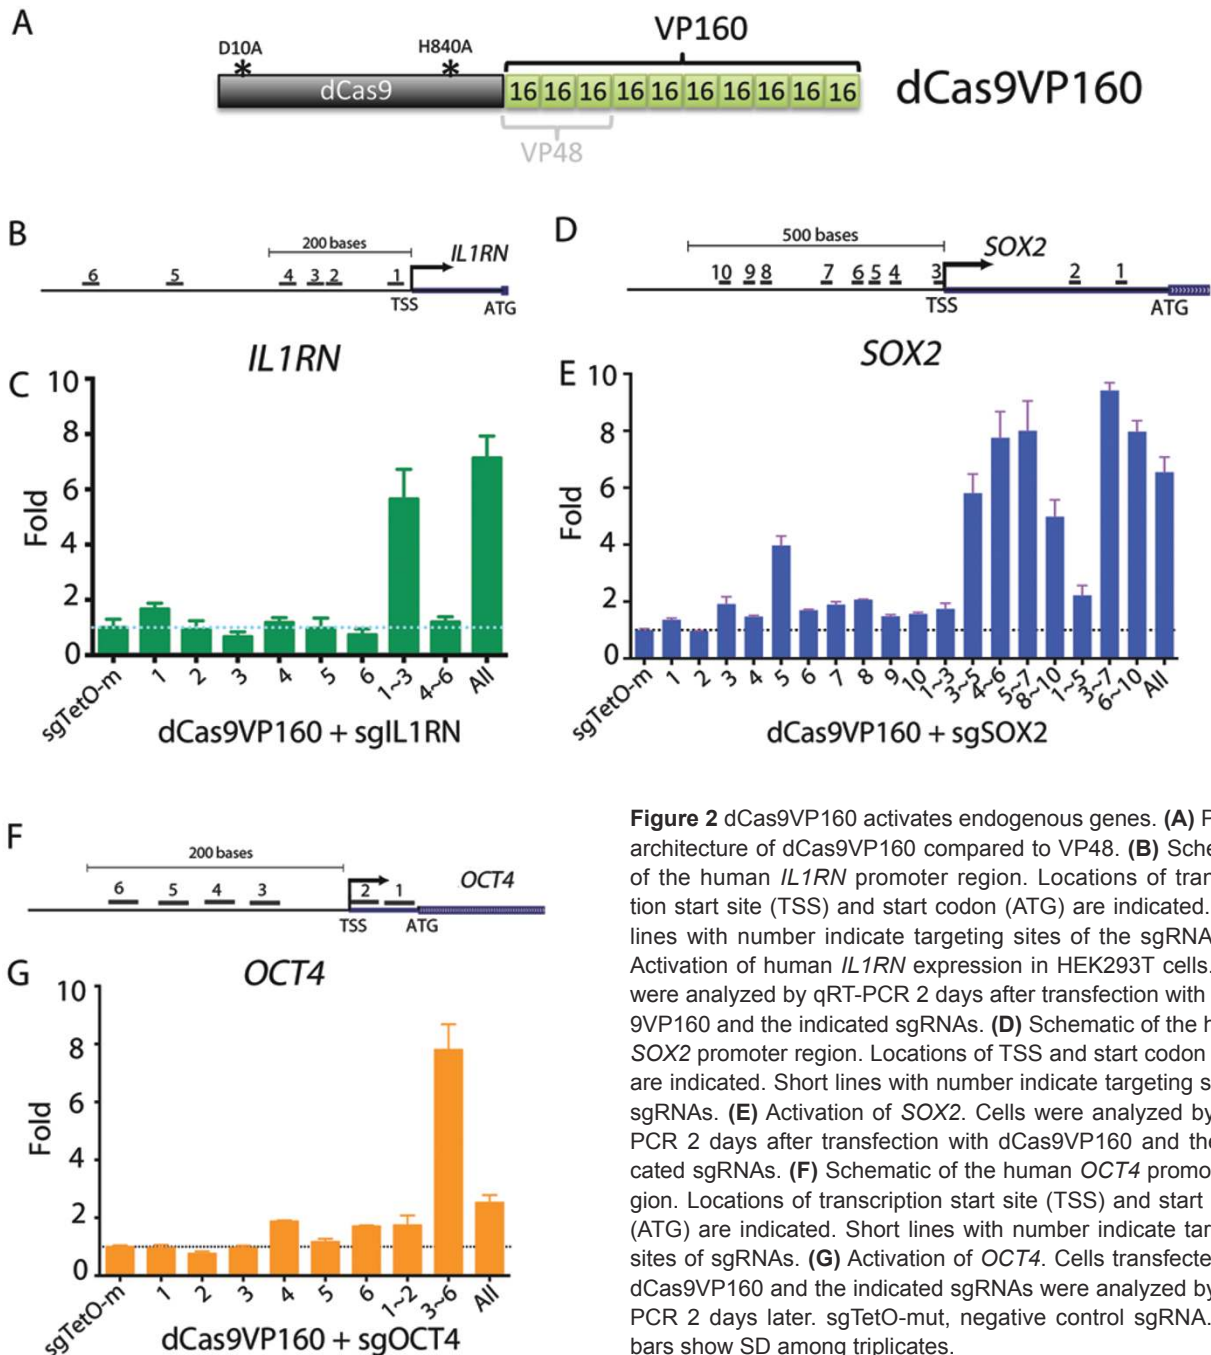 A
D10A
H840A
VP160
dCas9
16 16 16 16 16 16 16 16 16 16
dCas9VP160
VP48
B
200 bases
IL1RN
6 5 4 3 2 1
TSS
ATG
C
IL1RN
Fold
10
8
6
4
2
0
sgTetO-m 1 2 3 4 5 6 1~3 4~6 All
dCas9VP160 + sgIL1RN
D
500 bases
SOX2
10 9 8 7 6 5 4 3 2 1
TSS
ATG
E
SOX2
Fold
10
8
6
4
2
0
sgTetO-m 1 2 3 4 5 6 7 8 9 10 1~3 3~5 4~6 5~7 8~10 1~5 3~7 6~10 All
dCas9VP160 + sgSOX2
F
200 bases
OCT4
6 5 4 3 2 1
TSS
ATG
G
OCT4
Fold
10
8
6
4
2
0
sgTetO-m 1 2 3 4 5 6 1~2 3~6 All
dCas9VP160 + sgOCT4
Figure 2 dCas9VP160 activates endogenous genes. (A)
architecture of dCas9VP160 compared to VP48. (B) Sche
of the human IL1RN promoter region. Locations of tran
tion start site (TSS) and start codon (ATG) are indicated.
lines with number indicate targeting sites of the sgRNA
Activation of human IL1RN expression in HEK293T cells.
were analyzed by qRT-PCR 2 days after transfection with
9VP160 and the indicated sgRNAs. (D) Schematic of the h
SOX2 promoter region. Locations of TSS and start codon
are indicated. Short lines with number indicate targeting s
sgRNAs. (E) Activation of SOX2. Cells were analyzed by
PCR 2 days after transfection with dCas9VP160 and the
cated sgRNAs. (F) Schematic of the human OCT4 promo
gion. Locations of transcription start site (TSS) and start
(ATG) are indicated. Short lines with number indicate tar
sites of sgRNAs. (G) Activation of OCT4. Cells transfecte
dCas9VP160 and the indicated sgRNAs were analyzed by
PCR 2 days later. sgTetO-mut, negative control sgRNA.
bars show SD among triplicates.